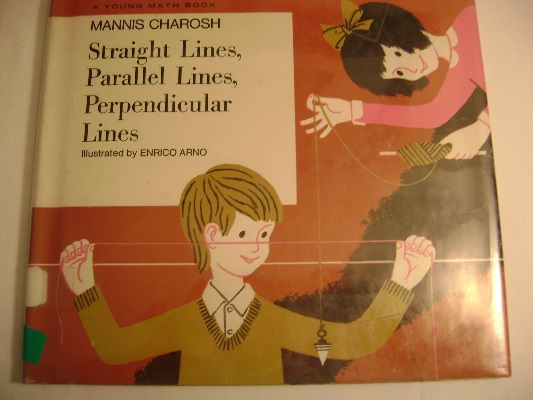 A YOUNG MATH BOOK
MANNIS CHAROSH
Straight Lines,
Parallel Lines,
Perpendicular
Lines
Illustrated by ENRICO ARNO